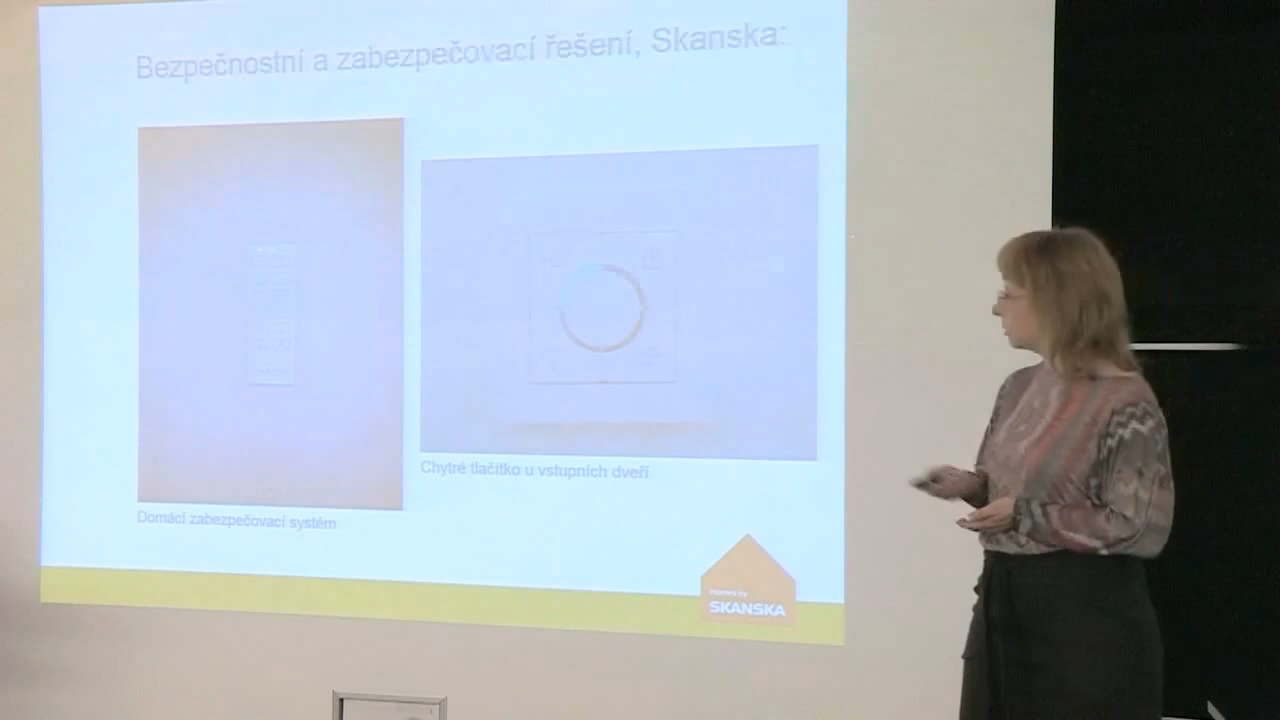 Bezpečnostní a zabezpečovací řešení, Skanska:
Chytré tlačítko u vstupních dveří
Domácí zabezpečovací systém
SKANSKA